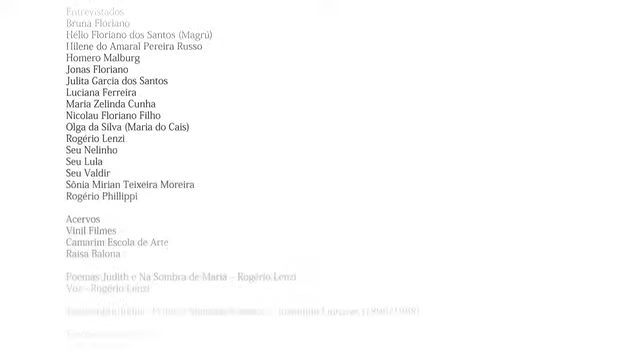 Entrevistados
Bruna Floriano
Hélio Floriano dos Santos (Magrú)
Hilene do Amaral Pereira Russo
Homero Malburg
Jonas Floriano
Julita Garcia dos Santos
Luciana Ferreira
Maria Zelinda Cunha
Nicolau Floriano Filho
Olga da Silva (Maria do Cais)
Rogério Lenzi
Seu Nelinho
Seu Lula
Seu Valdir
Sônia Mirian Teixeira Moreira
Rogério Phillippi
Acervos
Vinil Filmes
Camarim Escola de Arte
Raisa Balona
Poemas Judith e Na Sombra de Maria – Rogério Lenzi
Voz – Rogério Lenzi